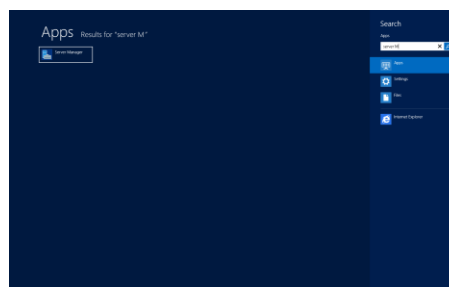 Apps Results for "server M"
Server Manager
Search
Apps
server M
Apps
Settings
Files
Internet Explorer